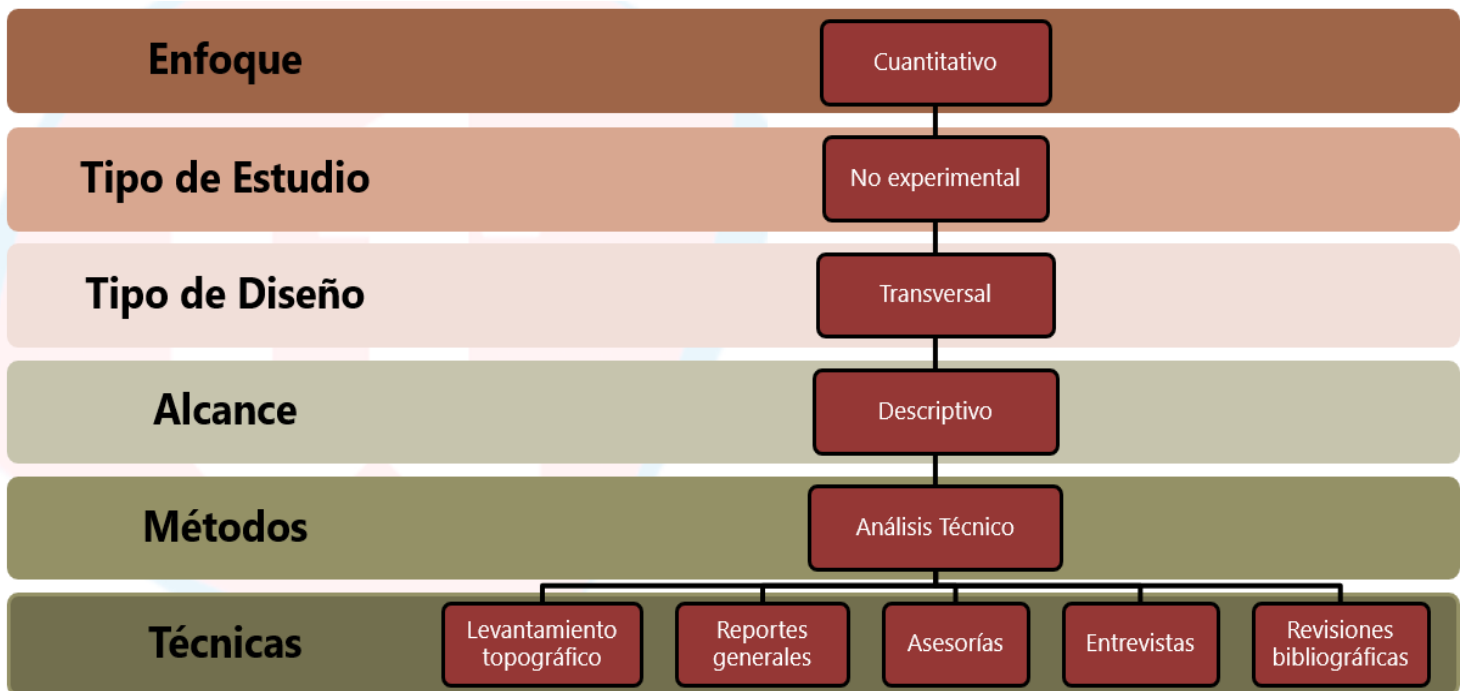 Enfoque
Cuantitativo
Tipo de Estudio
No experimental
Tipo de Diseño
Transversal
Alcance
Descriptivo
Métodos
Análisis Técnico
Técnicas
Levantamiento
topográfico
Reportes
generales
Asesorías
Entrevistas
Revisiones
bibliográficas